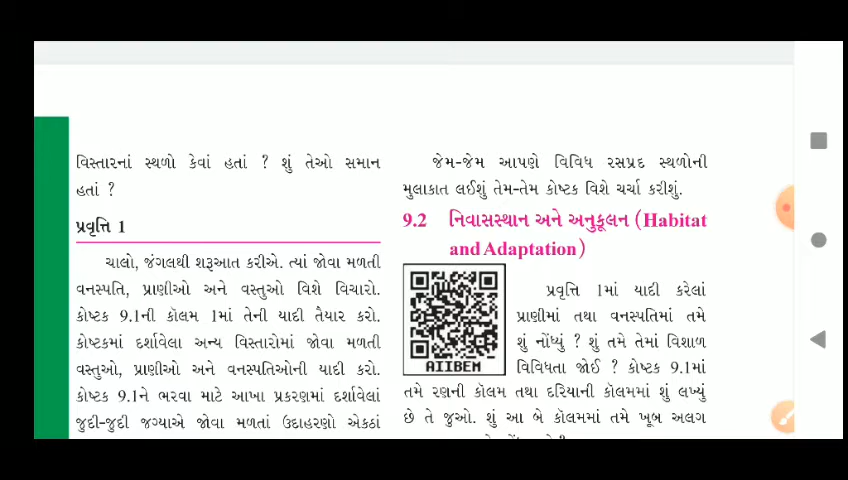 વિસ્તારનાં સ્થળો કેવાં હતાં ? શું તેઓ સમાન
હતાં ?
પ્રવૃત્તિ 1
ચાલો, જંગલથી શરૂઆત કરીએ. ત્યાં જોવા મળતી
વનસ્પતિ, પ્રાણીઓ અને વસ્તુઓ વિશે વિચારો.
કોષ્ટક 9.1ની કૉલમ 1માં તેની યાદી તૈયાર કરો.
કોષ્ટકમાં દર્શાવેલા અન્ય વિસ્તારોમાં જોવા મળતી
વસ્તુઓ, પ્રાણીઓ અને વનસ્પતિઓની યાદી કરો.
કોષ્ટક 9.1ને ભરવા માટે આખા પ્રકરણમાં દર્શાવેલાં
જુદી-જુદી જગ્યાએ જોવા મળતાં ઉદાહરણો એકઠાં
જેમ-જેમ આપણે વિવિધ રસપ્રદ સ્થળોની
મુલાકાત લઈશું તેમ-તેમ કોષ્ટક વિશે ચર્ચા કરીશું.
9.2 નિવાસસ્થાન અને અનુકૂલન (Habitat
and Adaptation)
પ્રવૃત્તિ 1માં યાદી કરેલાં
પ્રાણીમાં તથા વનસ્પતિમાં તમે
શું નોંધ્યું ? શું તમે તેમાં વિશાળ
વિવિધતા જોઈ ? કોષ્ટક 9.1માં
AIIBEM
તમે રણની કૉલમ તથા દરિયાની કૉલમમાં શું લખ્યું
છે તે જુઓ. શું આ બે કૉલમમાં તમે ખૂબ અલગ